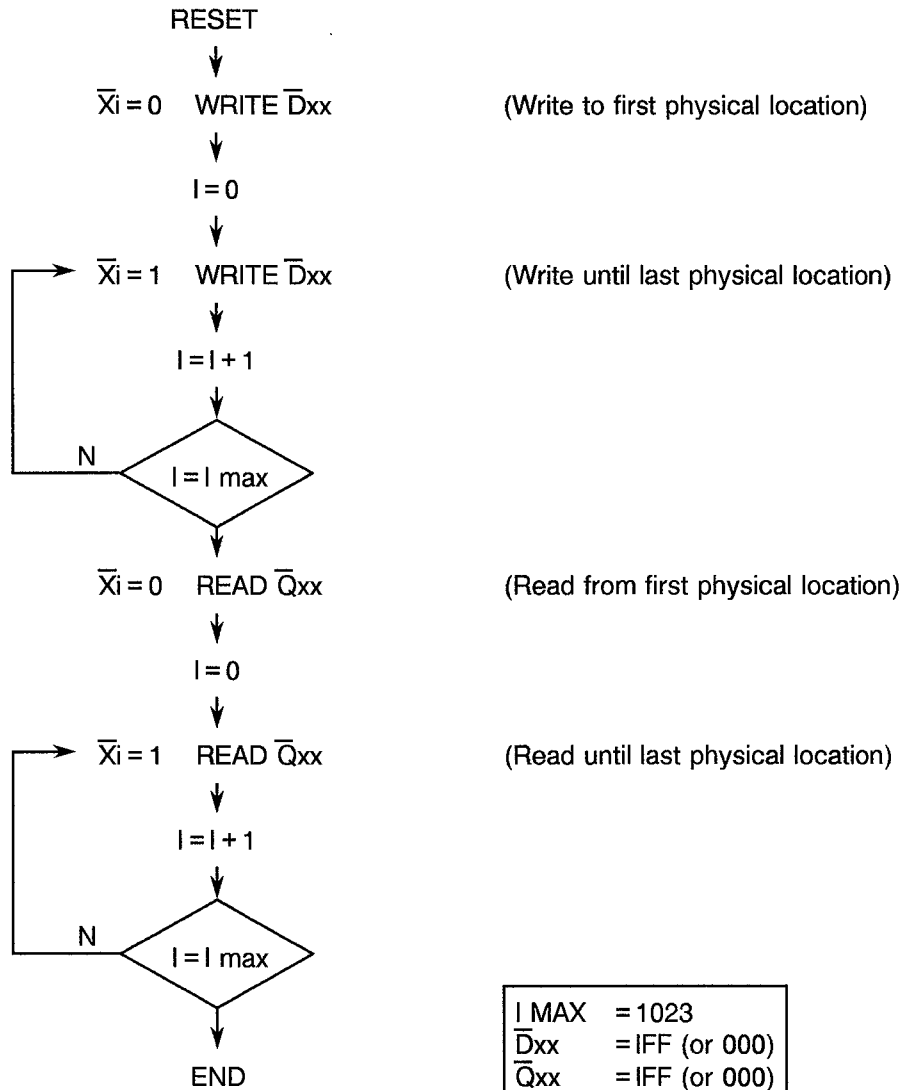 RESET
X̅i = 0 WRITE D̅xx (Write to first physical location)
I = 0
X̅i = 1 WRITE D̅xx (Write until last physical location)
I = I + 1
N
I = I max
X̅i = 0 READ Q̅xx (Read from first physical location)
I = 0
X̅i = 1 READ Q̅xx (Read until last physical location)
I = I + 1
N
I = I max
END
I MAX = 1023
D̅xx = IFF (or 000)
Q̅xx = IFF (or 000)